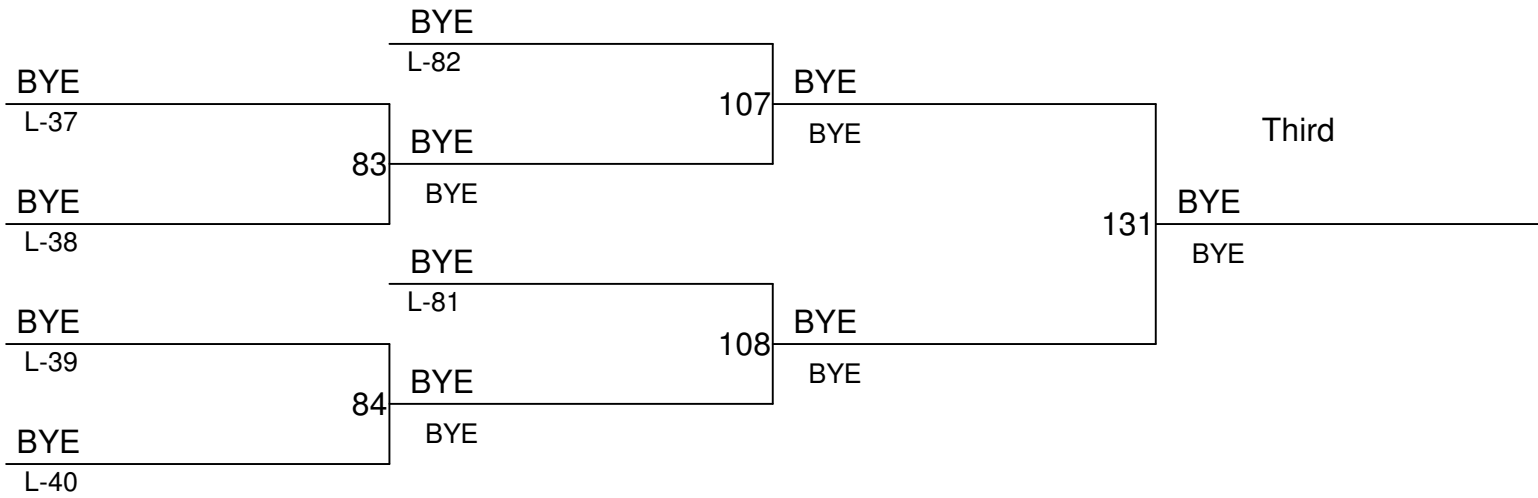 BYE
L-82
BYE
L-37
107
BYE
BYE
Third
83
BYE
BYE
BYE
L-38
131
BYE
BYE
BYE
L-81
BYE
L-39
108
BYE
BYE
84
BYE
BYE
BYE
L-40